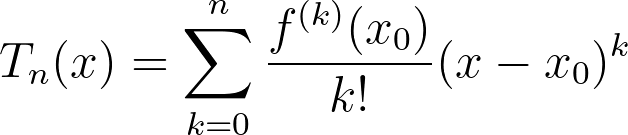 T_n(x) = \sum_{k=0}^{n} \frac{f^{(k)}(x_0)}{k!}(x - x_0)^k